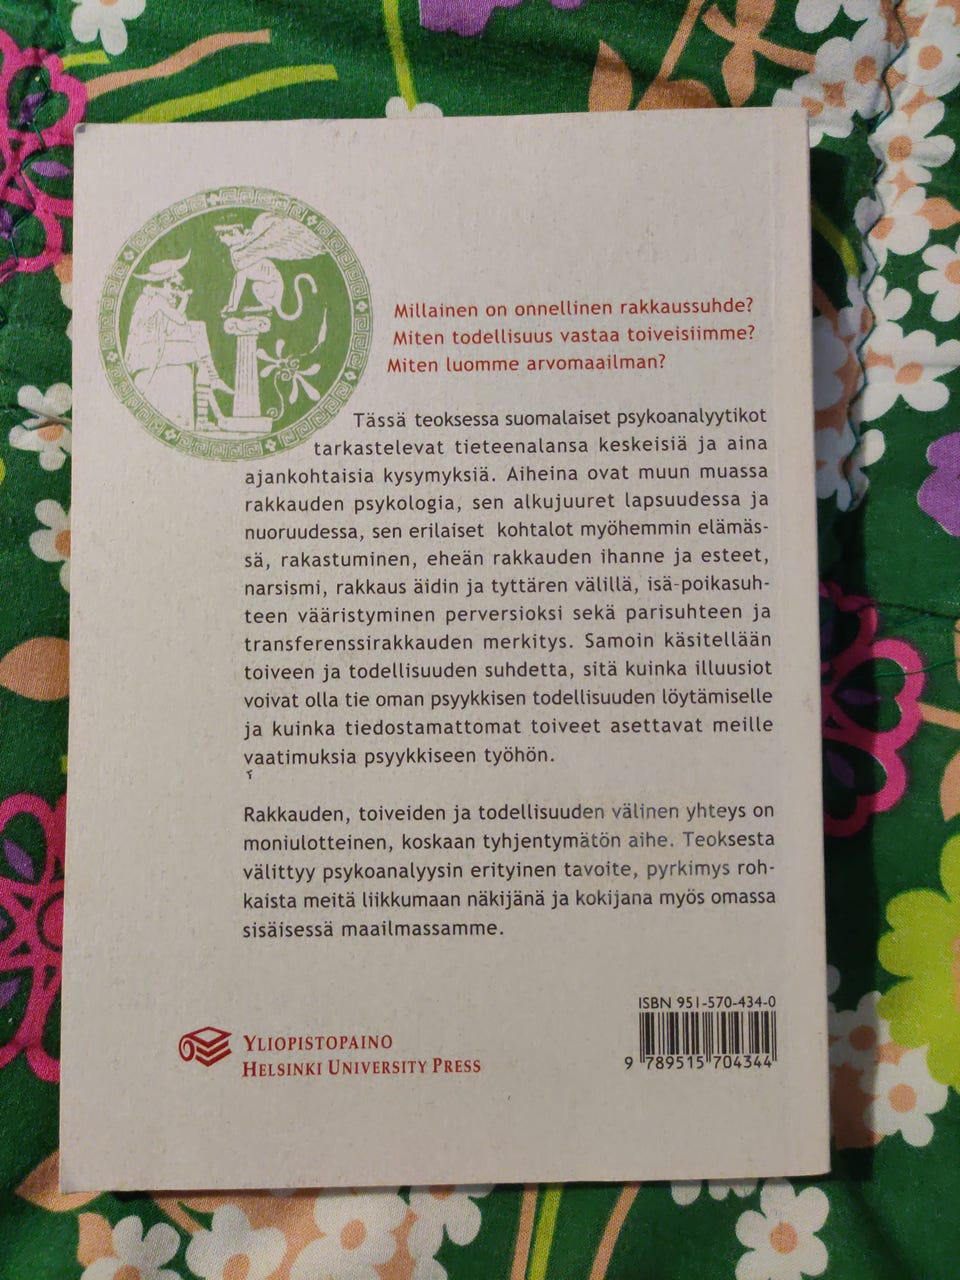 Millainen on onnellinen rakkaussuhde?
Miten todellisuus vastaa toiveisiimme?
Miten luomme arvomaailman?
Tässä teoksessa suomalaiset psykoanalyytikot
tarkastelevat tieteenalansa keskeisiä ja aina
ajankohtaisia kysymyksiä. Aiheina ovat muun muassa
rakkauden psykologia, sen alkujuuret lapsuudessa ja
nuoruudessa, sen erilaiset kohtalot myöhemmin elämäs-
sä, rakastuminen, eheän rakkauden ihanne ja esteet,
narsismi, rakkaus äidin ja tyttären välillä, isä-poikasuh-
teen vääristyminen perversioksi sekä parisuhteen ja
transferenssirakkauden merkitys. Samoin käsitellään
toiveen ja todellisuuden suhdetta, sitä kuinka illuusiot
voivat olla tie oman psyykkisen todellisuuden löytämiselle
ja kuinka tiedostamattomat toiveet asettavat meille
vaatimuksia psyykkiseen työhön.
Rakkauden, toiveiden ja todellisuuden välinen yhteys on
moniulotteinen, koskaan tyhjentymätön aihe. Teoksesta
välittyy psykoanalyysin erityinen tavoite, pyrkimys roh-
kaista meitä liikkumaan näkijänä ja kokijana myös omassa
sisäisessä maailmassamme.
ISBN 951-570-434-0
9 789515 704344
YLIOPISTOPAINO
HELSINKI UNIVERSITY PRESS